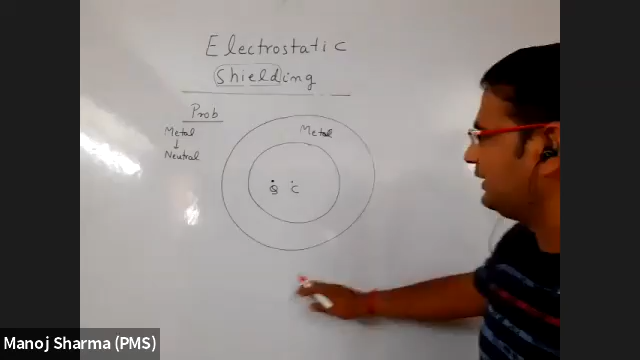 Electrostatic
Shielding
Prob
Metal
↓
Neutral
Metal
Q
C
Manoj Sharma (PMS)